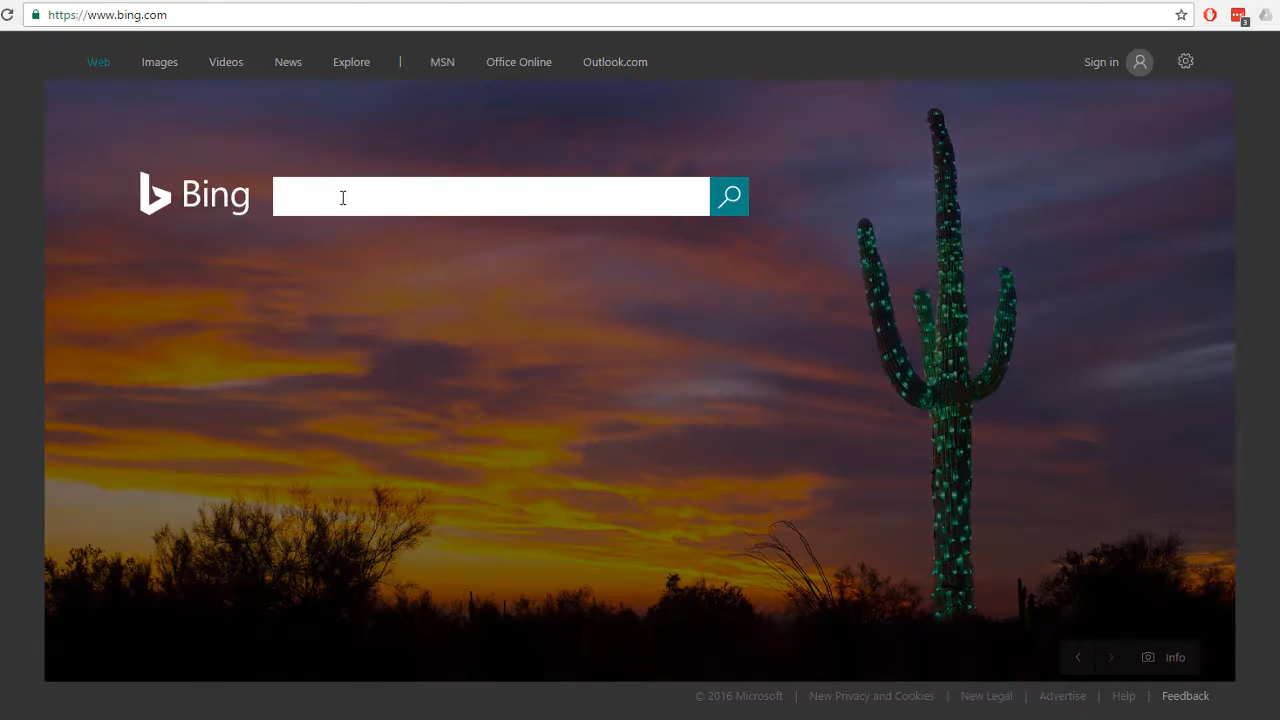 https://www.bing.com
3
Web Images Videos News Explore | MSN Office Online Outlook.com Sign in
Bing
Info
© 2016 Microsoft | New Privacy and Cookies | New Legal | Advertise | Help | Feedback